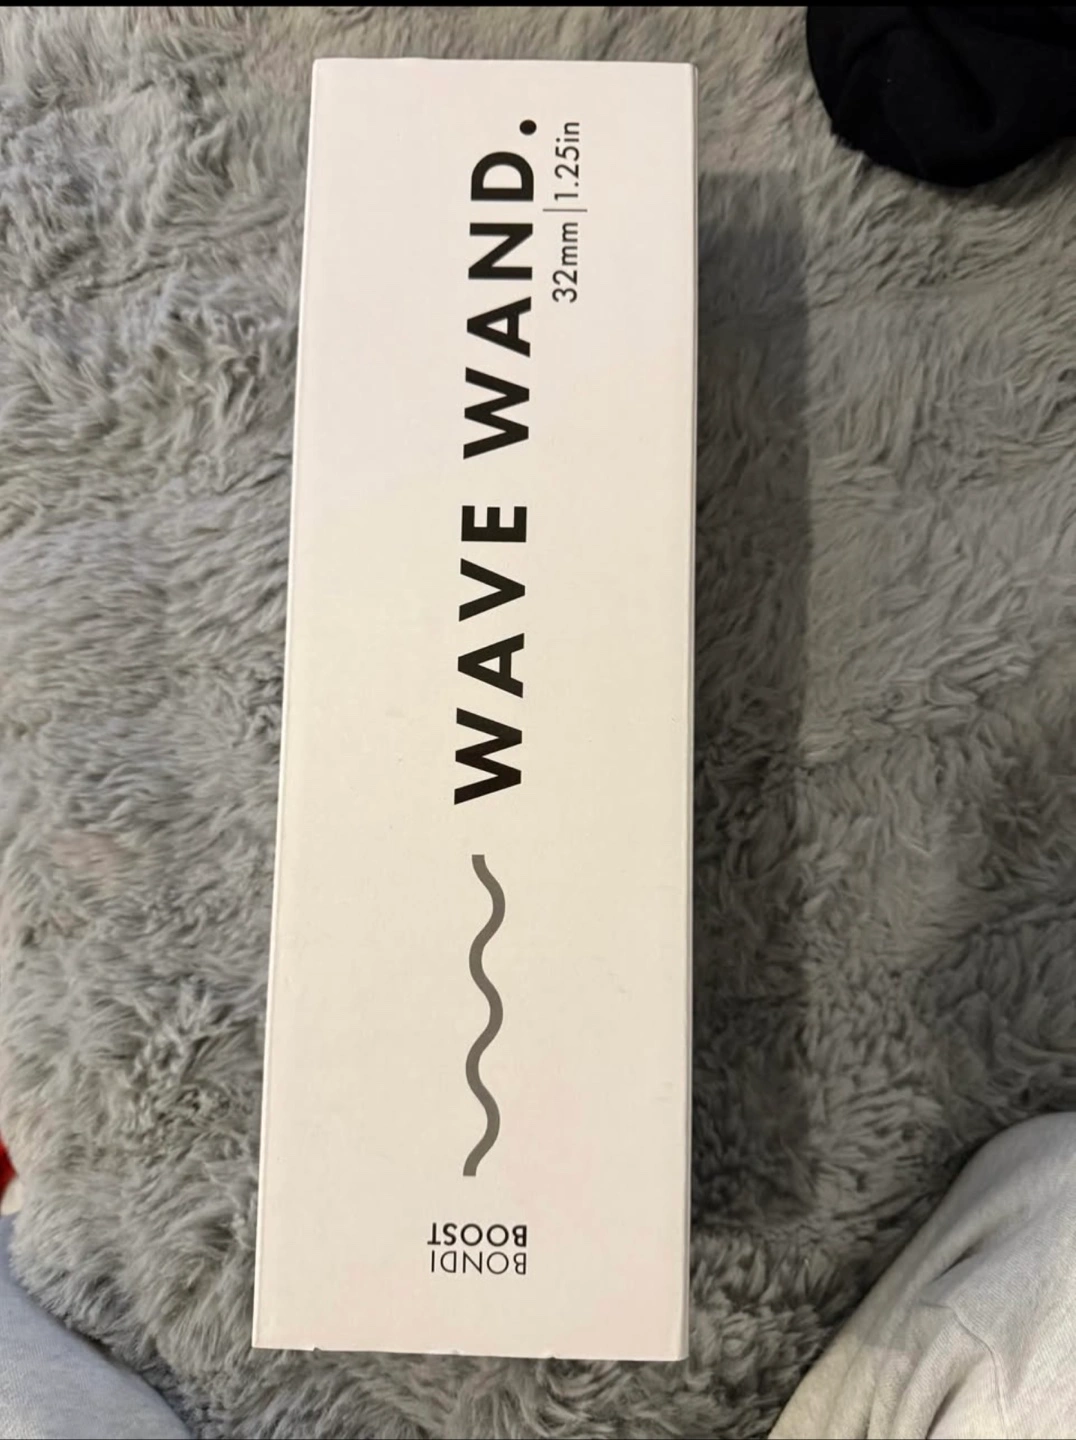 WAVE WAND.
32mm | 1.25in
BONDI
BOOST